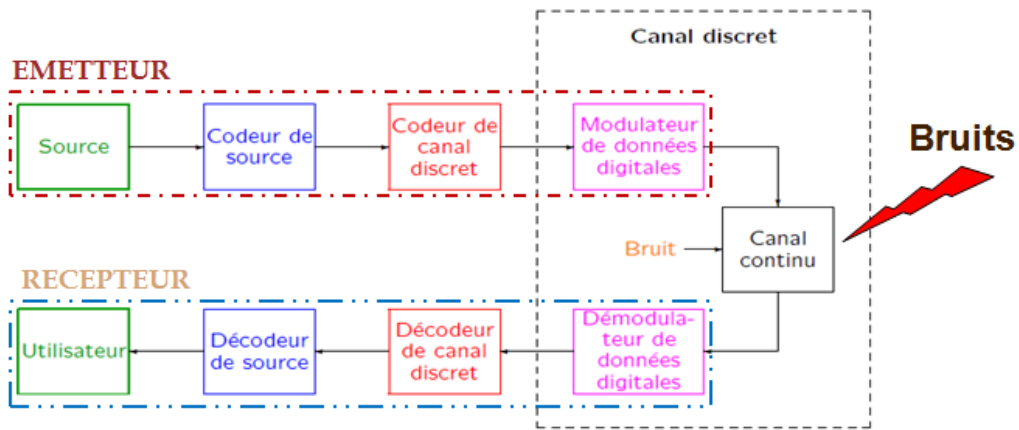 Canal discret
EMETTEUR
Source
Codeur de
source
Codeur de
canal
discret
Modulateur
de données
digitales
Bruits
Bruit
Canal
continu
RECEPTEUR
Utilisateur
Décodeur
de source
Décodeur
de canal
discret
Démodula-
teur de
données
digitales